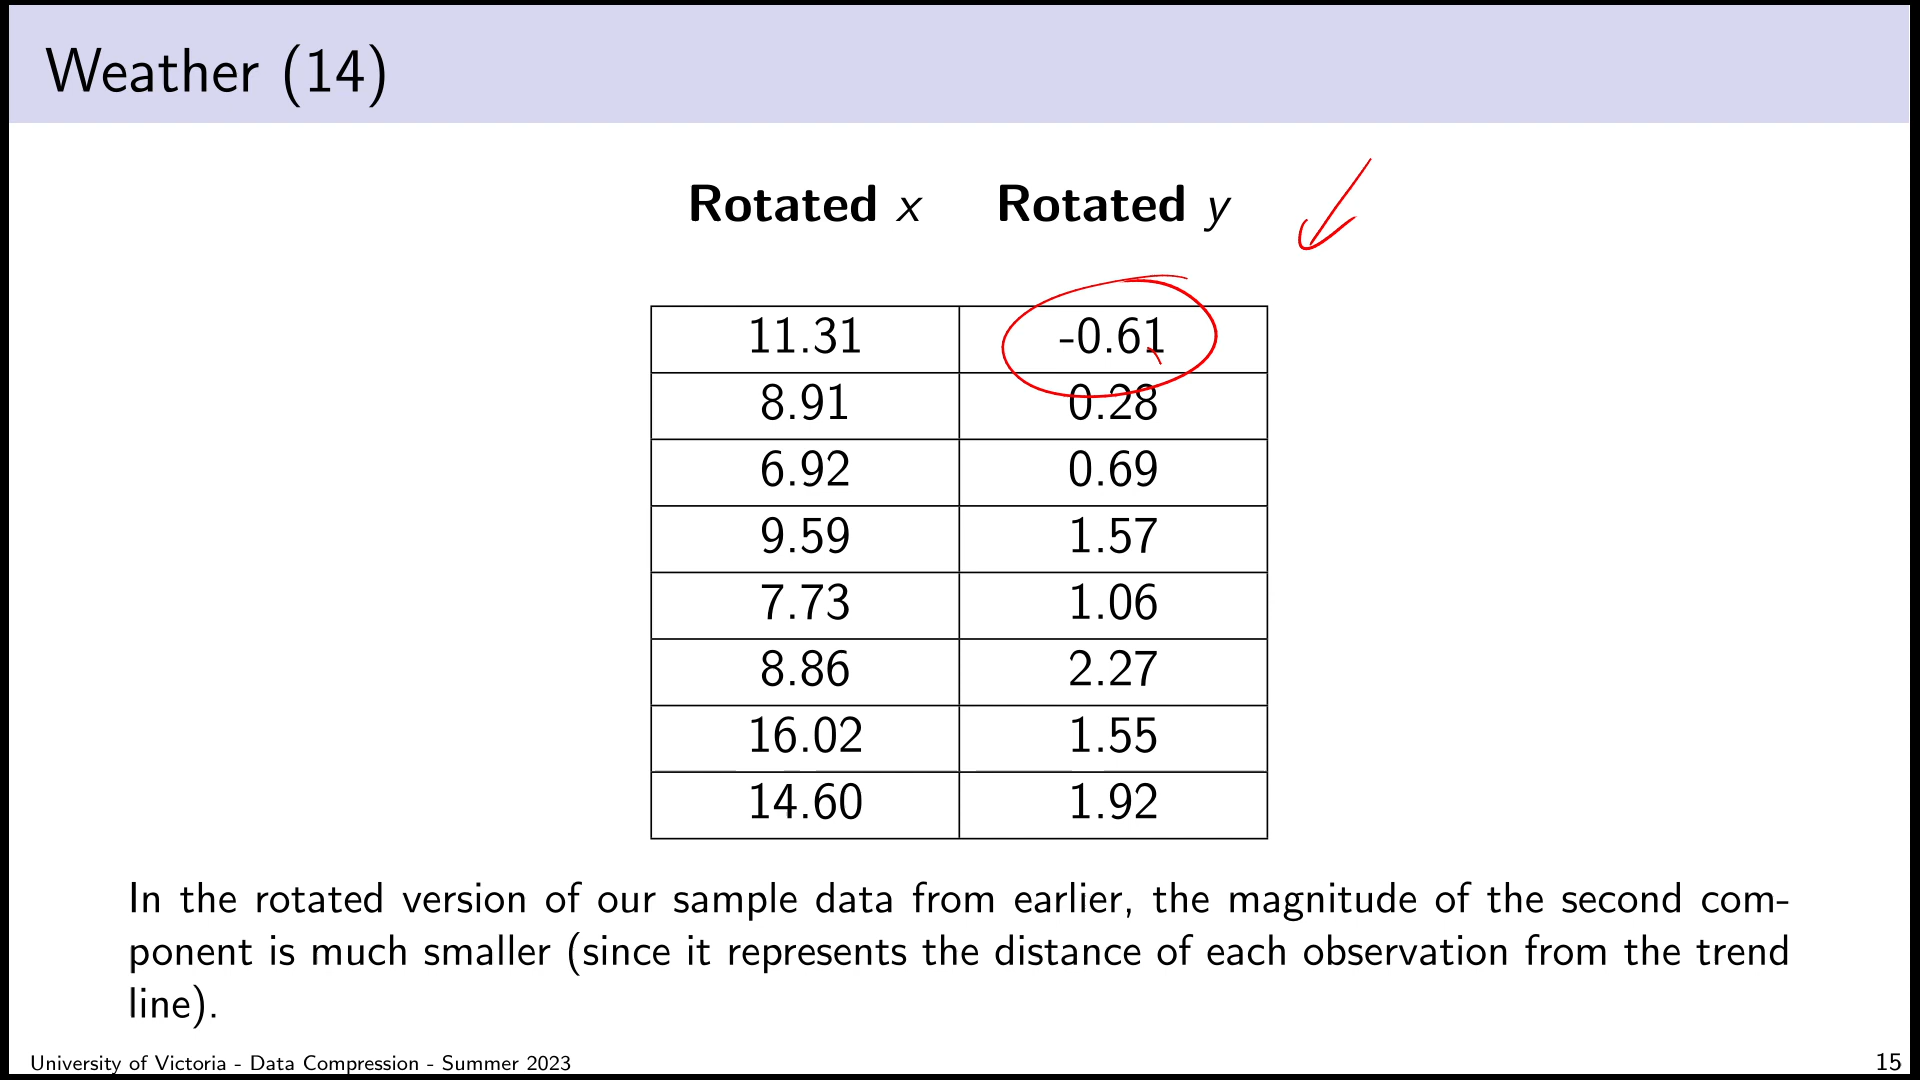 Weather (14)
Rotated x Rotated y
11.31 -0.61
8.91 0.28
6.92 0.69
9.59 1.57
7.73 1.06
8.86 2.27
16.02 1.55
14.60 1.92
In the rotated version of our sample data from earlier, the magnitude of the second com-
ponent is much smaller (since it represents the distance of each observation from the trend
line).
University of Victoria - Data Compression - Summer 2023 15